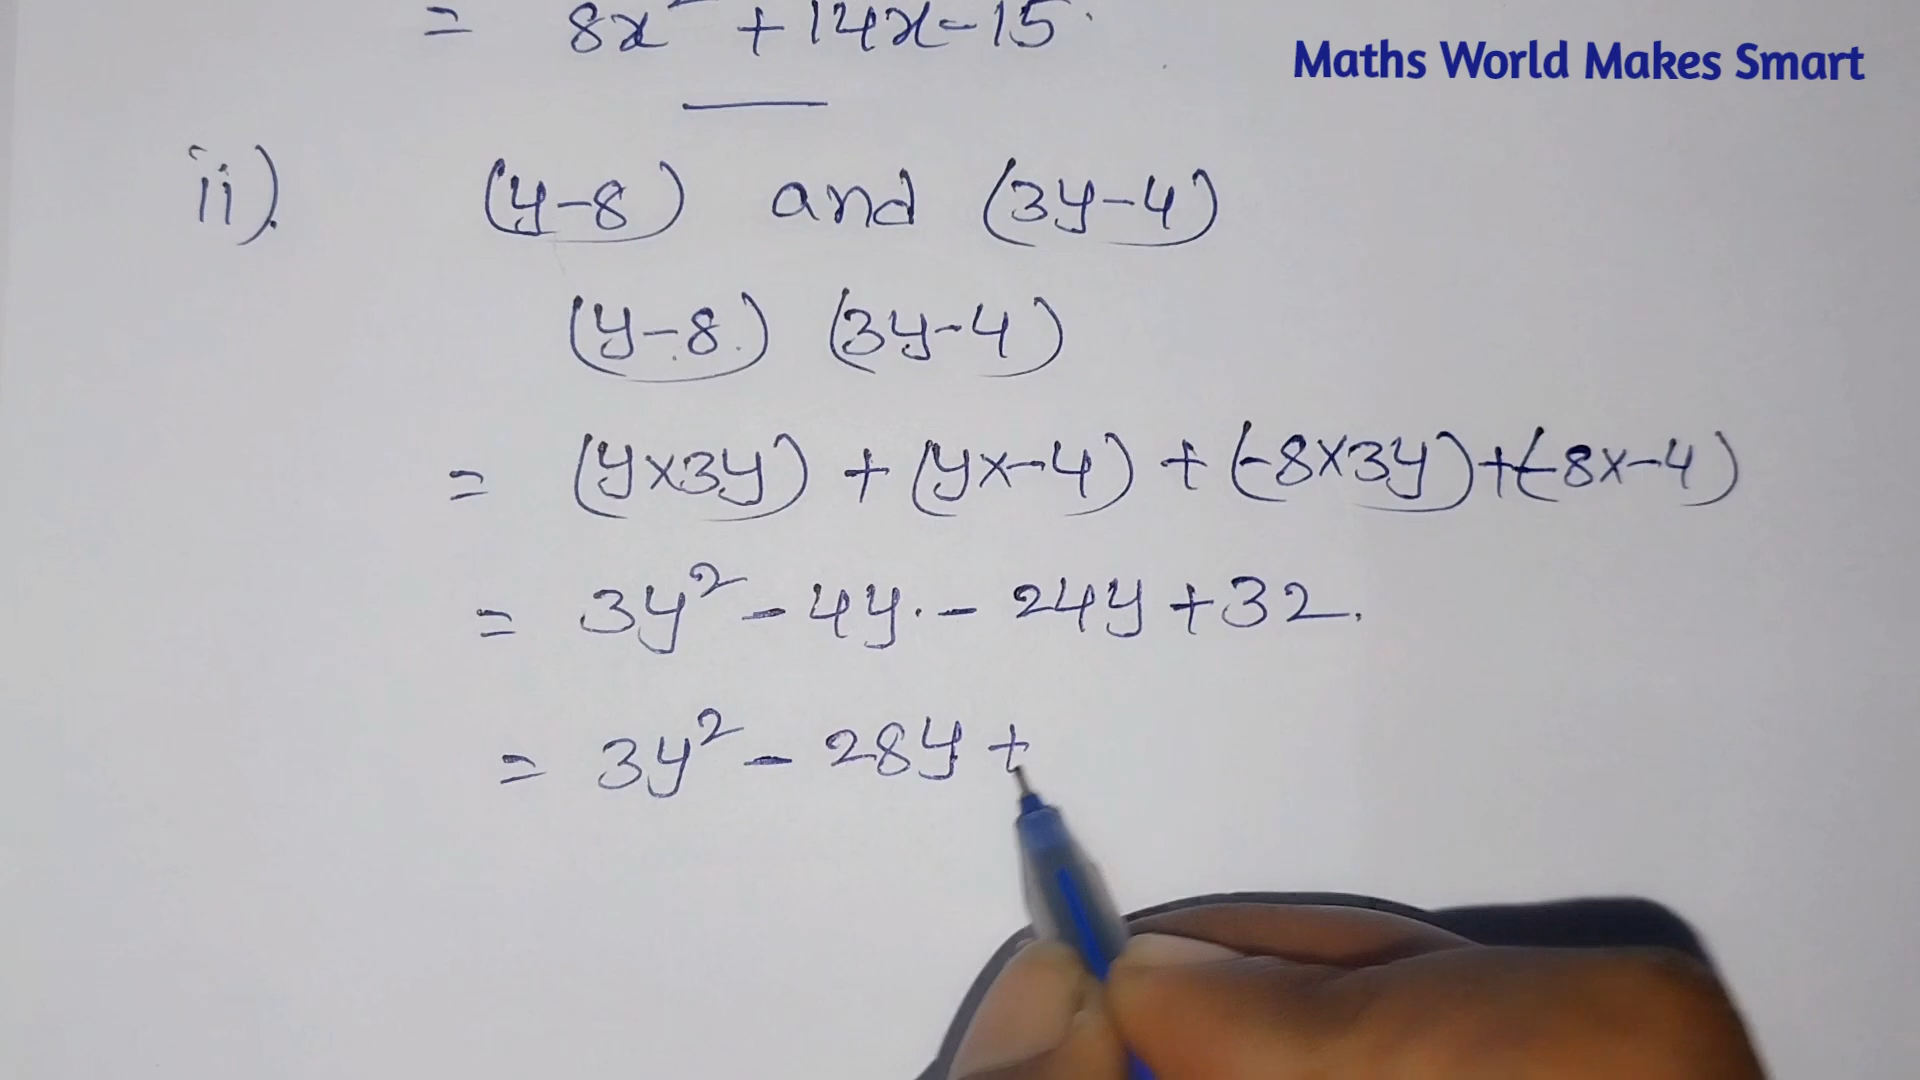 = 8x² + 14x - 15.
Maths World Makes Smart
ii). (y-8) and (3y-4)
(y-8) (3y-4)
= (y×3y) + (y×-4) + (-8×3y) + (-8×-4)
= 3y² - 4y. - 24y + 32.
= 3y² - 28y +